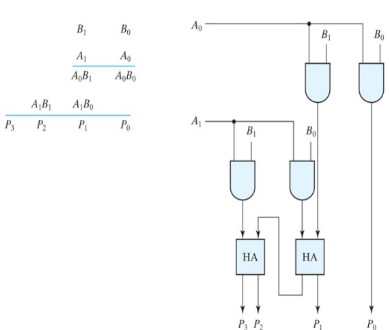 B₁ B₀
A₁ A₀
A₀B₁ A₀B₀
A₁B₁ A₁B₀
P₃ P₂ P₁ P₀
A₀
B₁ B₀
A₁
B₁ B₀
HA HA
P₃ P₂ P₁ P₀